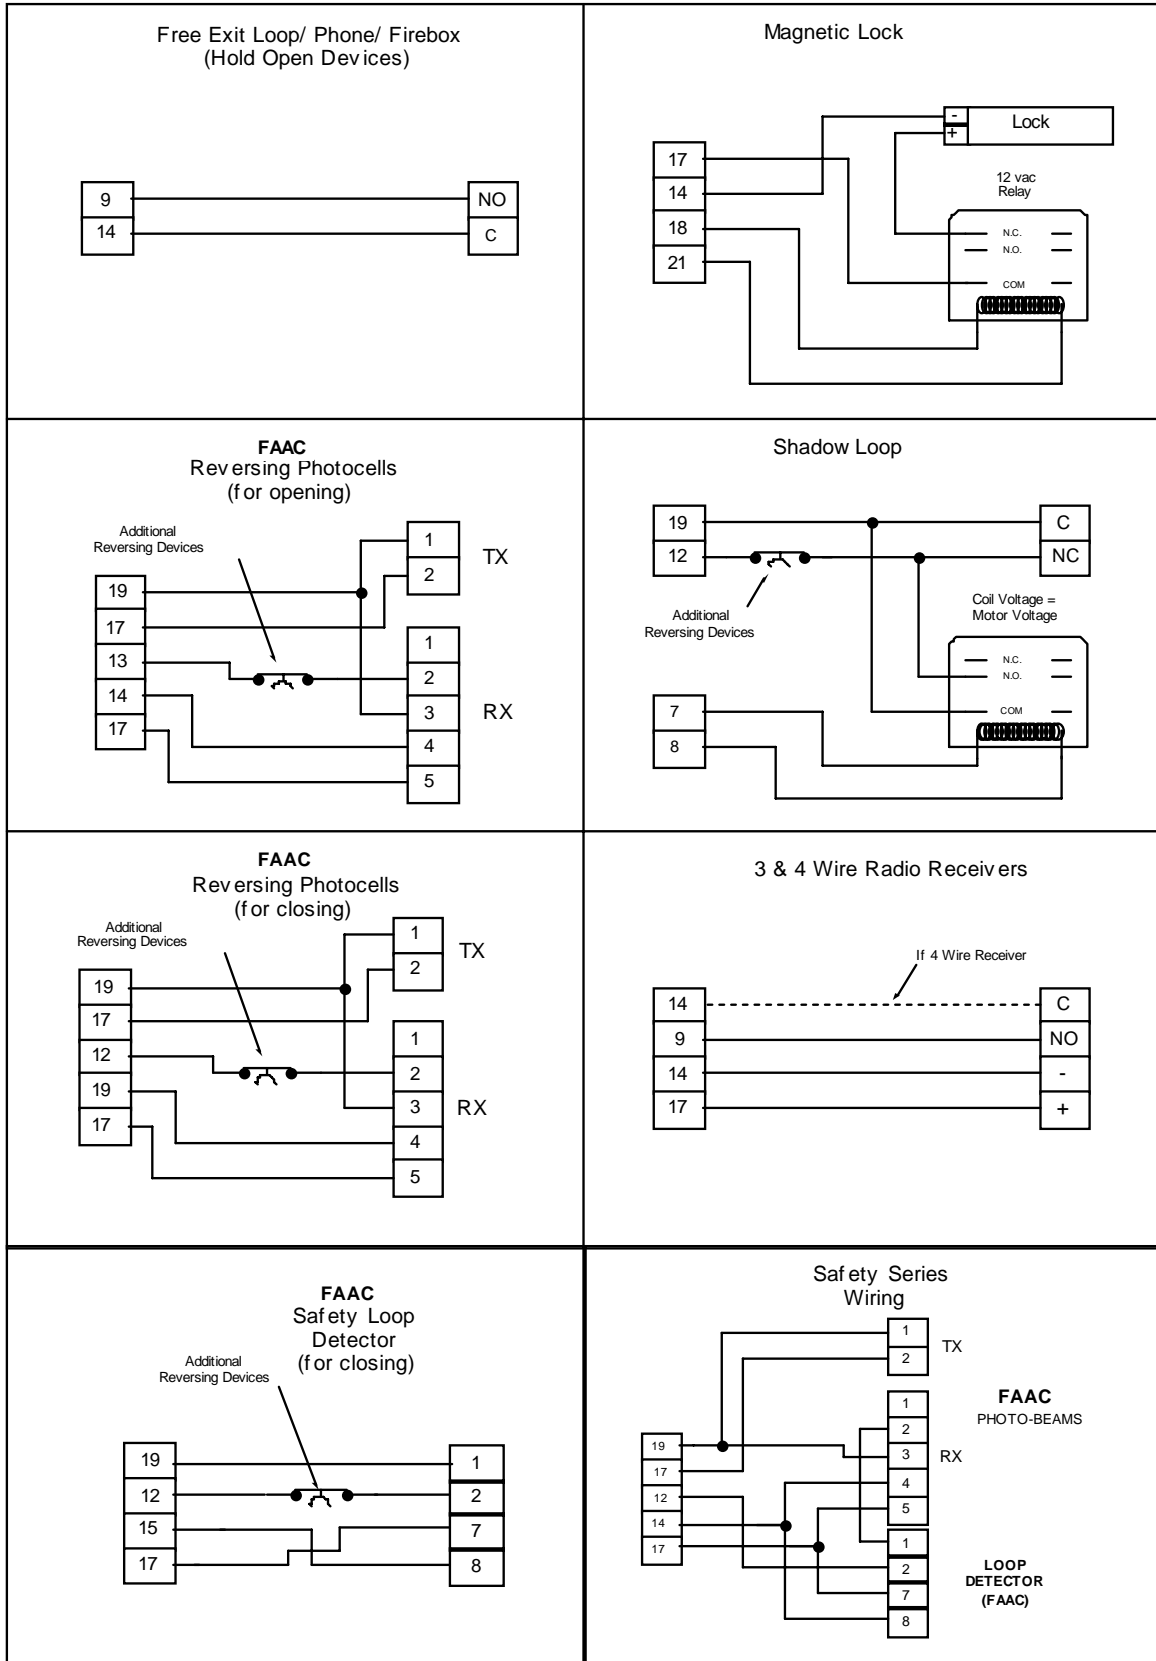 Free Exit Loop/ Phone/ Firebox
(Hold Open Devices)
9
NO
14
C
Magnetic Lock
-
Lock
+
17
14
18
21
12 vac
Relay
N.C.
N.O.
COM
FAAC
Reversing Photocells
(for opening)
Additional
Reversing Devices
1
TX
2
19
17
13
14
17
1
2
3
RX
4
5
Shadow Loop
19
C
12
NC
Additional
Reversing Devices
Coil Voltage =
Motor Voltage
N.C.
N.O.
COM
7
8
FAAC
Reversing Photocells
(for closing)
Additional
Reversing Devices
1
TX
2
19
17
12
19
17
1
2
3
RX
4
5
3 & 4 Wire Radio Receivers
If 4 Wire Receiver
14
C
9
NO
14
-
17
+
FAAC
Safety Loop
Detector
(for closing)
Additional
Reversing Devices
19
1
12
2
15
7
17
8
Safety Series
Wiring
1
TX
2
FAAC
PHOTO-BEAMS
1
2
3
RX
4
5
19
17
12
14
17
1
2
7
8
LOOP
DETECTOR
(FAAC)